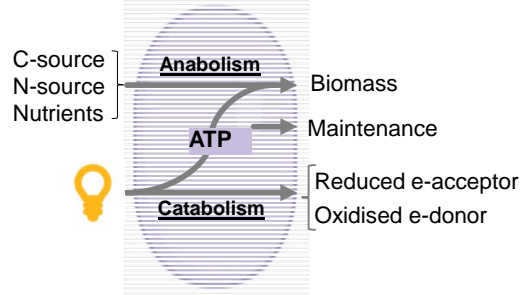 C-source
N-source
Nutrients
Anabolism
Biomass
ATP
Maintenance
Catabolism
Reduced e-acceptor
Oxidised e-donor